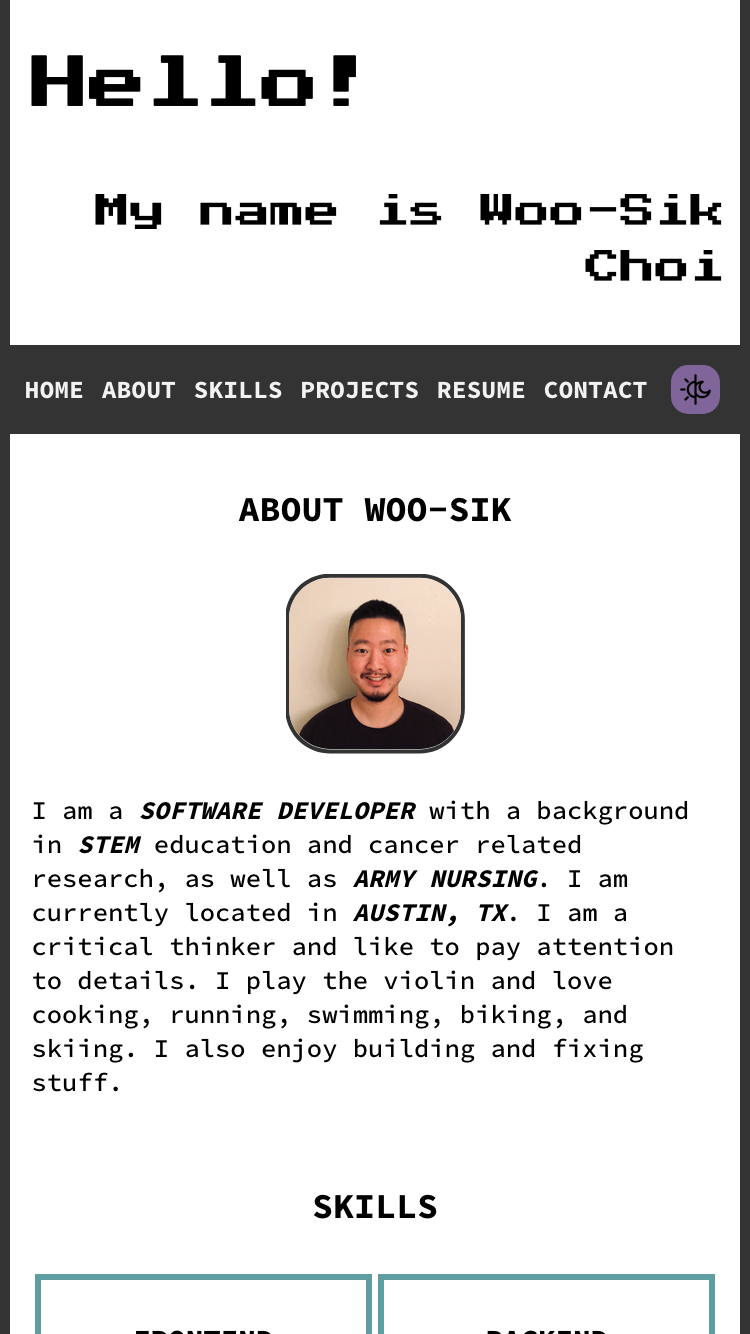 Hello!
My name is Woo-Sik
Choi
HOME ABOUT SKILLS PROJECTS RESUME CONTACT
ABOUT WOO-SIK
I am a SOFTWARE DEVELOPER with a background
in STEM education and cancer related
research, as well as ARMY NURSING. I am
currently located in AUSTIN, TX. I am a
critical thinker and like to pay attention
to details. I play the violin and love
cooking, running, swimming, biking, and
skiing. I also enjoy building and fixing
stuff.
SKILLS
FRONTEND BACKEND